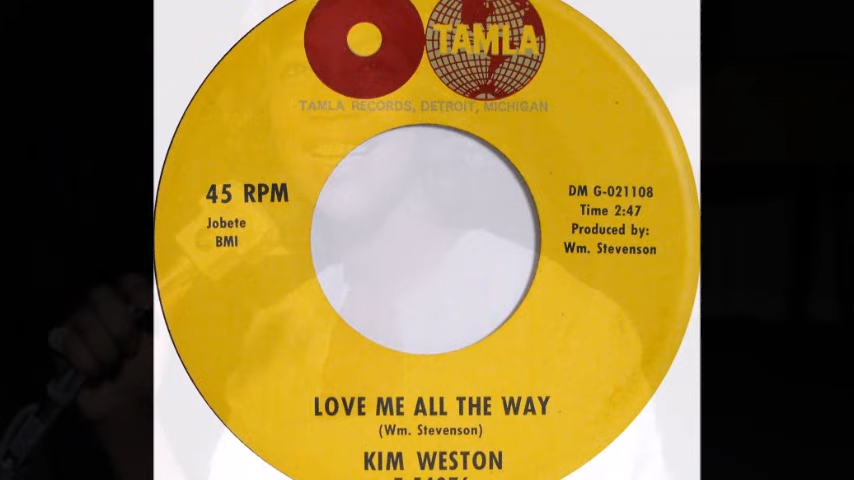 TAMLA
TAMLA RECORDS, DETROIT, MICHIGAN
45 RPM
Jobete
BMI
DM G-021108
Time 2:47
Produced by:
Wm. Stevenson
LOVE ME ALL THE WAY
(Wm. Stevenson)
KIM WESTON